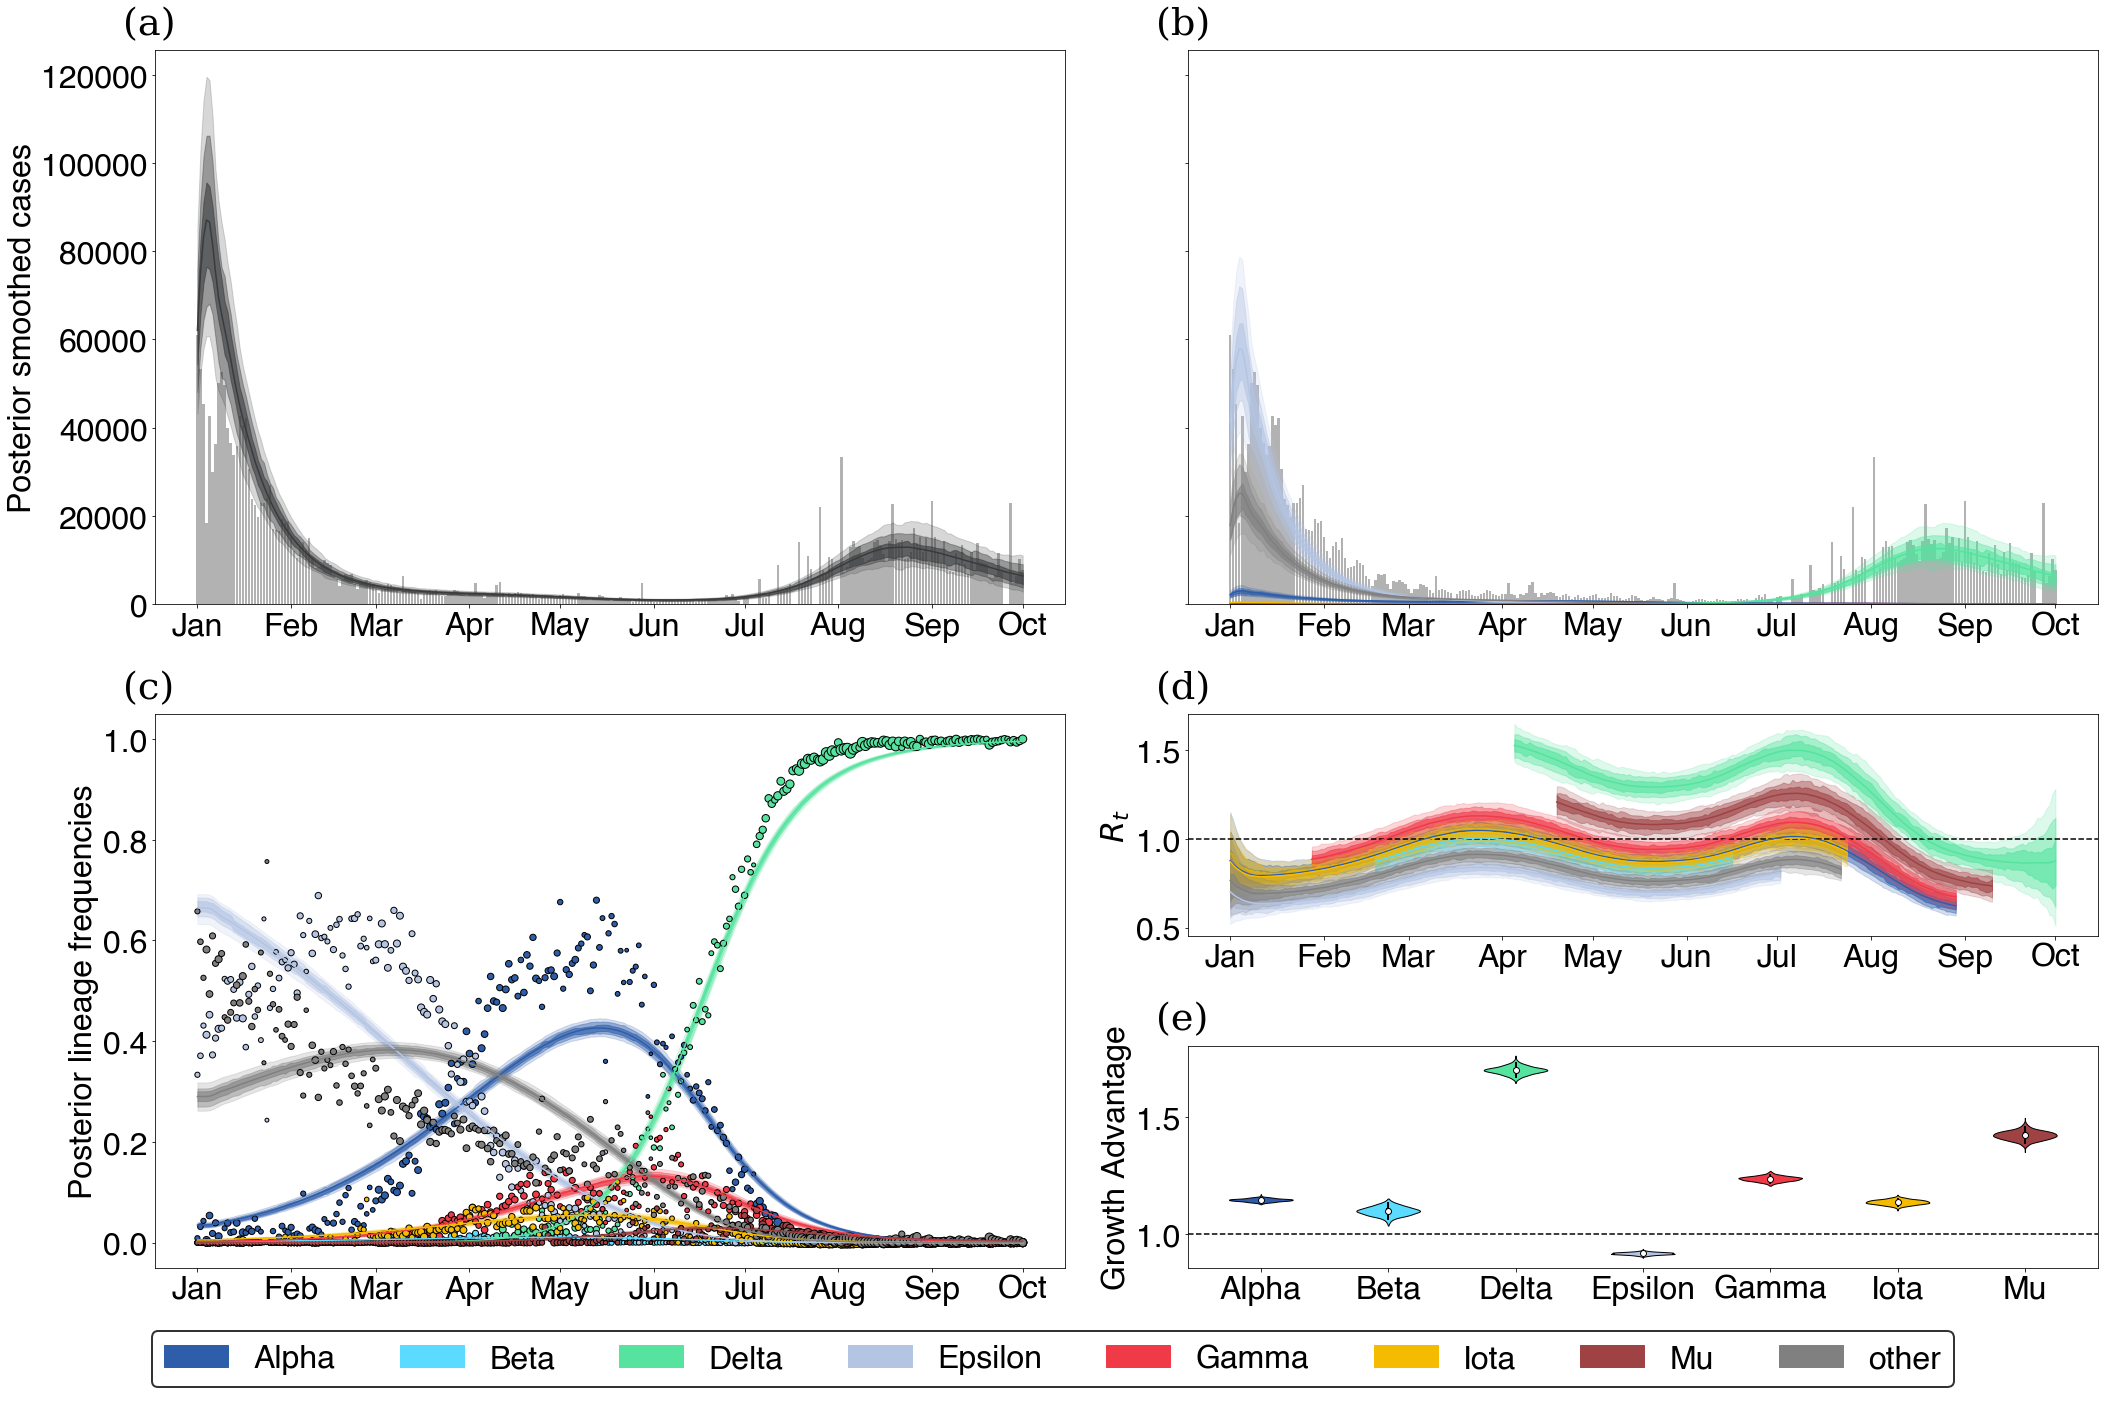 (a)
Posterior smoothed cases
120000
100000
80000
60000
40000
20000
0
Jan Feb Mar Apr May Jun Jul Aug Sep Oct
(b)
Jan Feb Mar Apr May Jun Jul Aug Sep Oct
(c)
Posterior lineage frequencies
1.0
0.8
0.6
0.4
0.2
0.0
Jan Feb Mar Apr May Jun Jul Aug Sep Oct
(d)
Rt
1.5
1.0
0.5
Jan Feb Mar Apr May Jun Jul Aug Sep Oct
(e)
Growth Advantage
1.5
1.0
Alpha Beta Delta Epsilon Gamma Iota Mu
Alpha Beta Delta Epsilon Gamma Iota Mu other